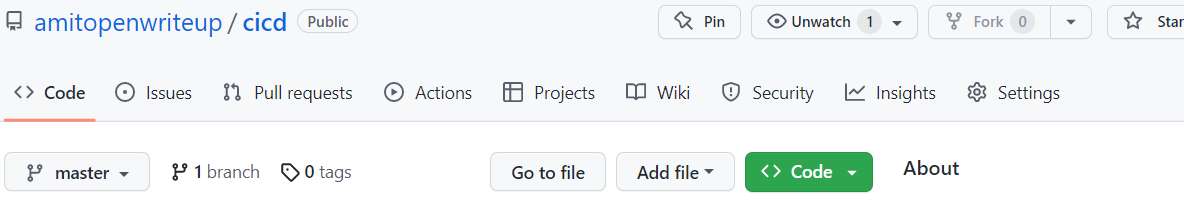 amitopenwriteup / cicd Public Pin Unwatch 1 Fork 0 Star
Code Issues Pull requests Actions Projects Wiki Security Insights Settings
master 1 branch 0 tags Go to file Add file Code About